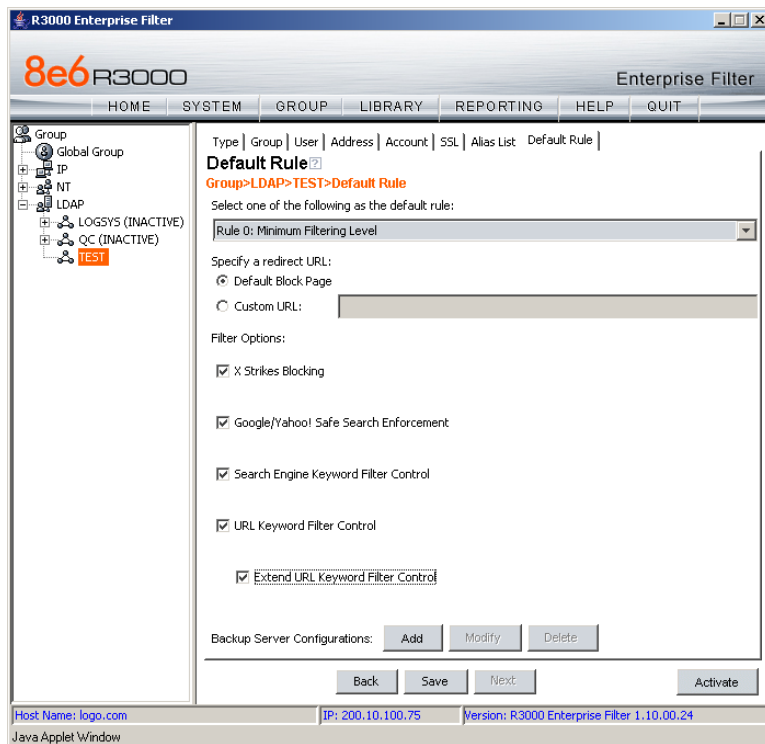 R3000 Enterprise Filter
8e6 R3000
Enterprise Filter
HOME SYSTEM GROUP LIBRARY REPORTING HELP QUIT
Group
Global Group
IP
NT
LDAP
LOGSYS (INACTIVE)
QC (INACTIVE)
TEST
Type | Group | User | Address | Account | SSL | Alias List Default Rule |
Default Rule?
Group>LDAP>TEST>Default Rule
Select one of the following as the default rule:
Rule 0: Minimum Filtering Level
Specify a redirect URL:
Default Block Page
Custom URL:
Filter Options:
X Strikes Blocking
Google/Yahoo! Safe Search Enforcement
Search Engine Keyword Filter Control
URL Keyword Filter Control
Extend URL Keyword Filter Control
Backup Server Configurations: Add Modify Delete
Back Save Next Activate
Host Name: logo.com IP: 200.10.100.75 Version: R3000 Enterprise Filter 1.10.00.24
Java Applet Window